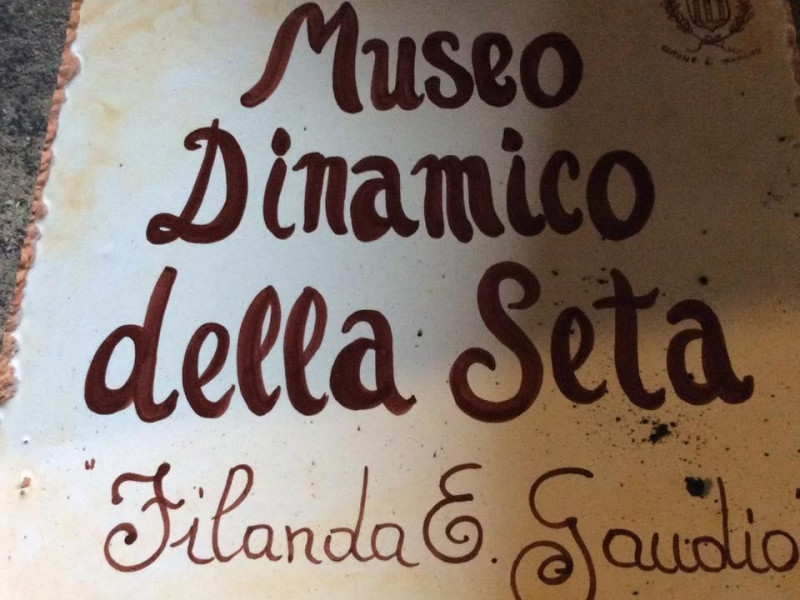 Museo
Dinamico
della Seta
"Filanda E. Gaudio"